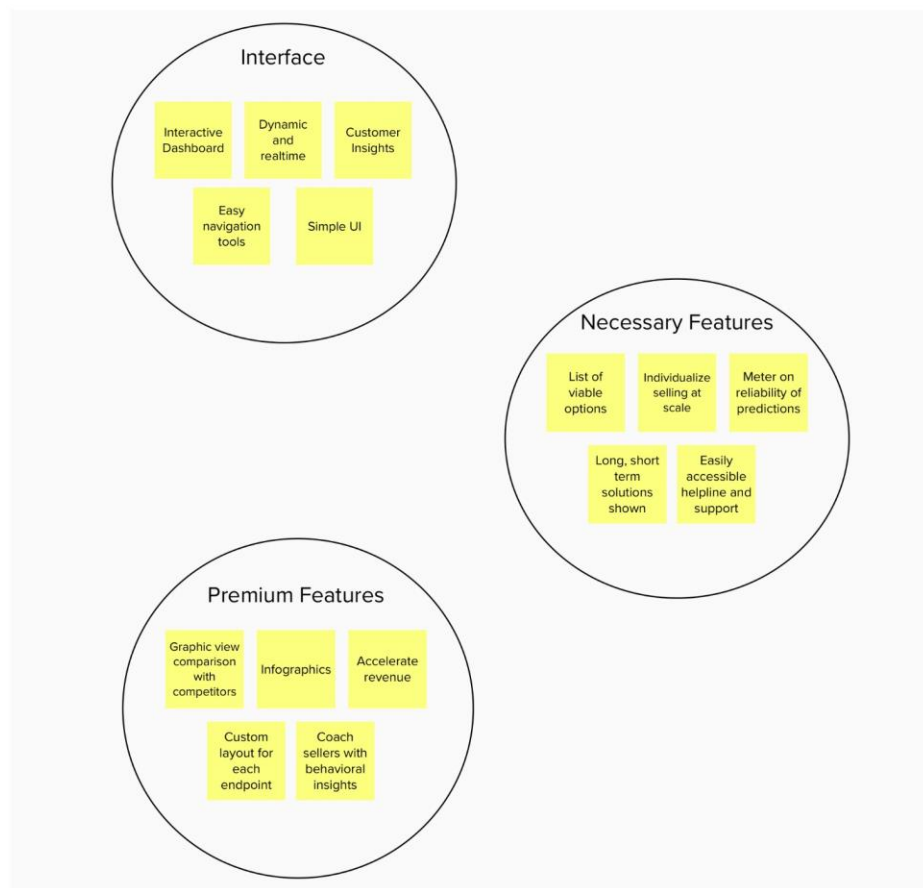 Interface
Interactive
Dashboard
Dynamic
and
realtime
Customer
Insights
Easy
navigation
tools
Simple UI
Necessary Features
List of
viable
options
Individualize
selling at
scale
Meter on
reliability of
predictions
Long, short
term
solutions
shown
Easily
accessible
helpline and
support
Premium Features
Graphic view
comparison
with
competitors
Infographics
Accelerate
revenue
Custom
layout for
each
endpoint
Coach
sellers with
behavioral
insights